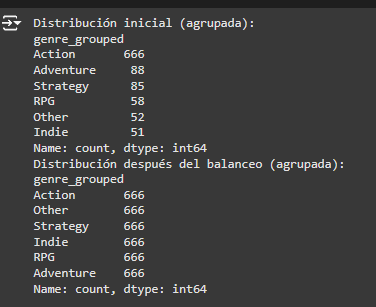 Distribución inicial (agrupada):
genre_grouped
Action 666
Adventure 88
Strategy 85
RPG 58
Other 52
Indie 51
Name: count, dtype: int64
Distribución después del balanceo (agrupada):
genre_grouped
Action 666
Other 666
Strategy 666
Indie 666
RPG 666
Adventure 666
Name: count, dtype: int64